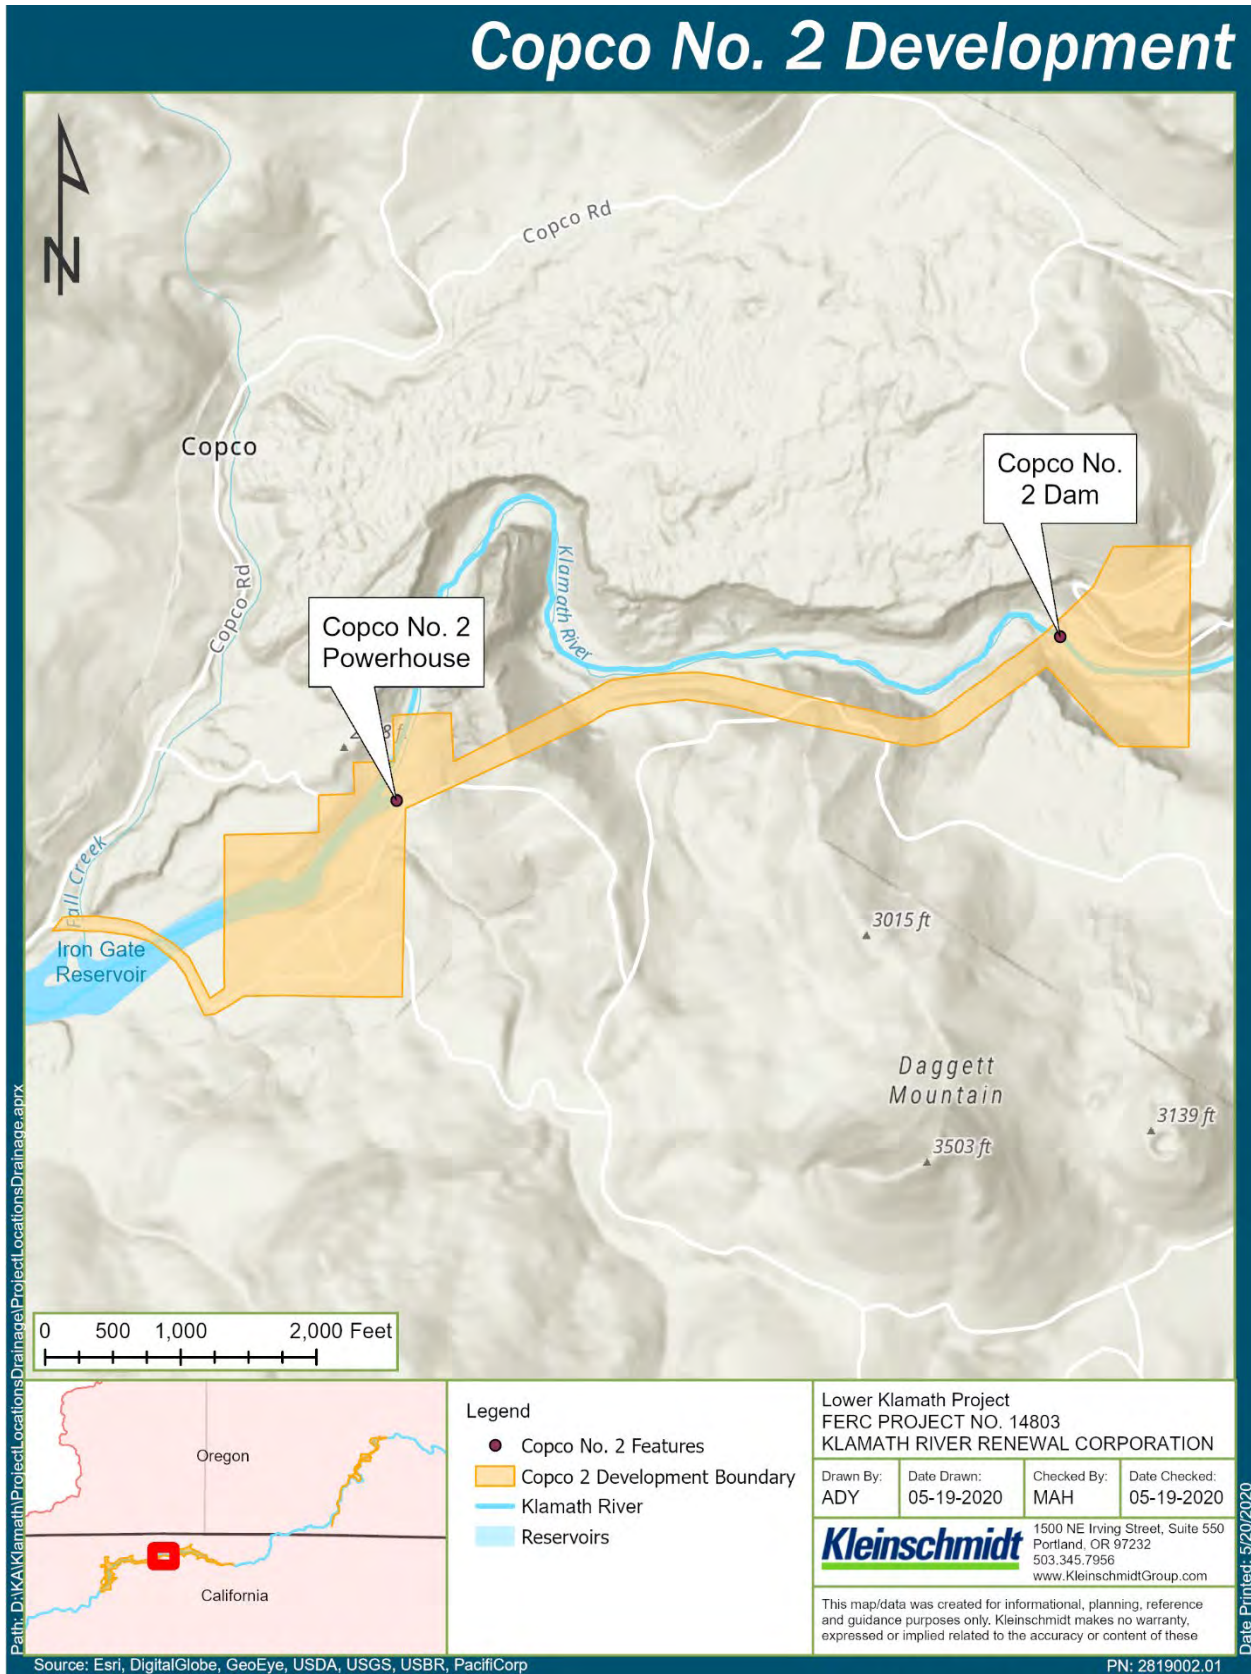 Copco No. 2 Development
N
Copco Rd
Copco
Copco No.
2 Dam
Klamath River
Copco Rd
Copco No. 2
Powerhouse
Fall Creek
Iron Gate
Reservoir
3015 ft
Daggett
Mountain
3139 ft
3503 ft
0 500 1,000 2,000 Feet
Oregon
California
Legend
Copco No. 2 Features
Copco 2 Development Boundary
Klamath River
Reservoirs
Lower Klamath Project
FERC PROJECT NO. 14803
KLAMATH RIVER RENEWAL CORPORATION
Drawn By:
ADY
Date Drawn:
05-19-2020
Checked By:
MAH
Date Checked:
05-19-2020
Kleinschmidt
1500 NE Irving Street, Suite 550
Portland, OR 97232
503.345.7956
www.KleinschmidtGroup.com
This map/data was created for informational, planning, reference
and guidance purposes only. Kleinschmidt makes no warranty,
expressed or implied related to the accuracy or content of these
Path: D:\KA\Klamath\ProjectLocationsDrainage\ProjectLocationsDrainage.aprx
Date Printed: 5/20/2020
Source: Esri, DigitalGlobe, GeoEye, USDA, USGS, USBR, PacifiCorp
PN: 2819002.01